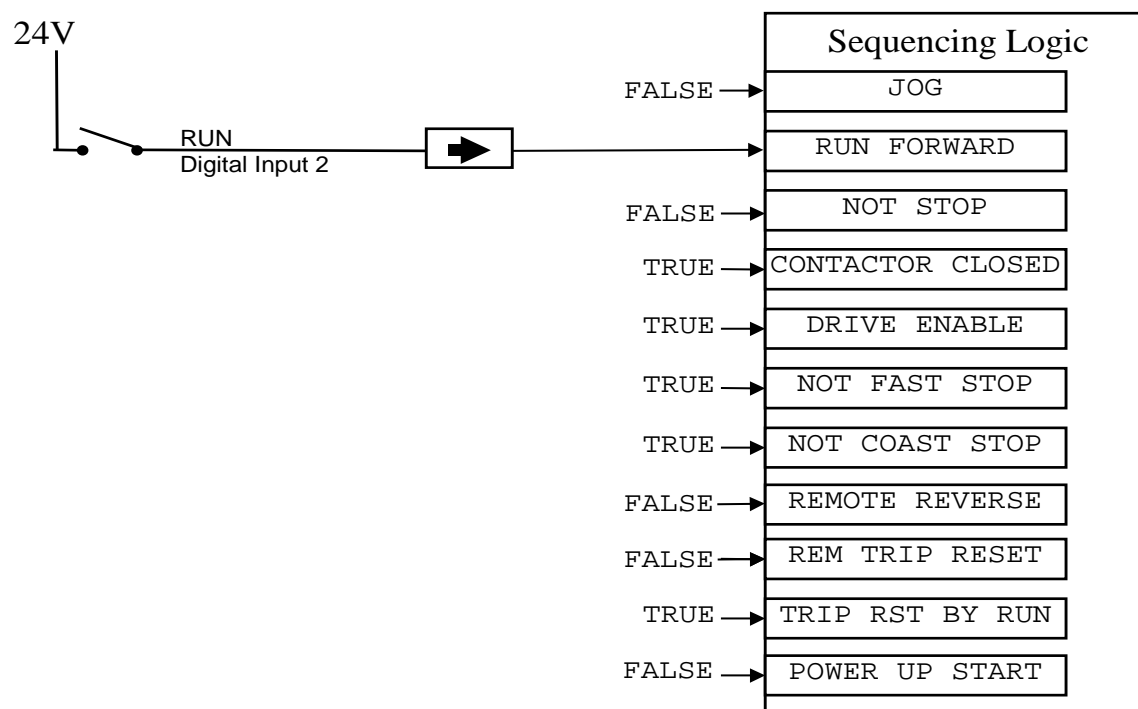 24V
Sequencing Logic
FALSE JOG
RUN
Digital Input 2
RUN FORWARD
FALSE NOT STOP
TRUE CONTACTOR CLOSED
TRUE DRIVE ENABLE
TRUE NOT FAST STOP
TRUE NOT COAST STOP
FALSE REMOTE REVERSE
FALSE REM TRIP RESET
TRUE TRIP RST BY RUN
FALSE POWER UP START